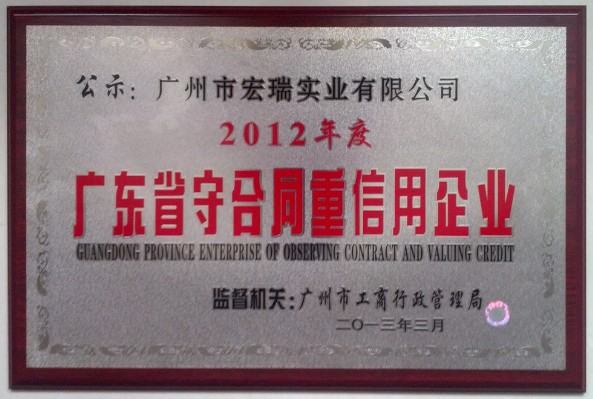 公示：广州市宏瑞实业有限公司
2012年度
广东省守合同重信用企业
GUANGDONG PROVINCE ENTERPRISE OF OBSERVING CONTRACT AND VALUING CREDIT
监督机关：广州市工商行政管理局
二〇一三年三月